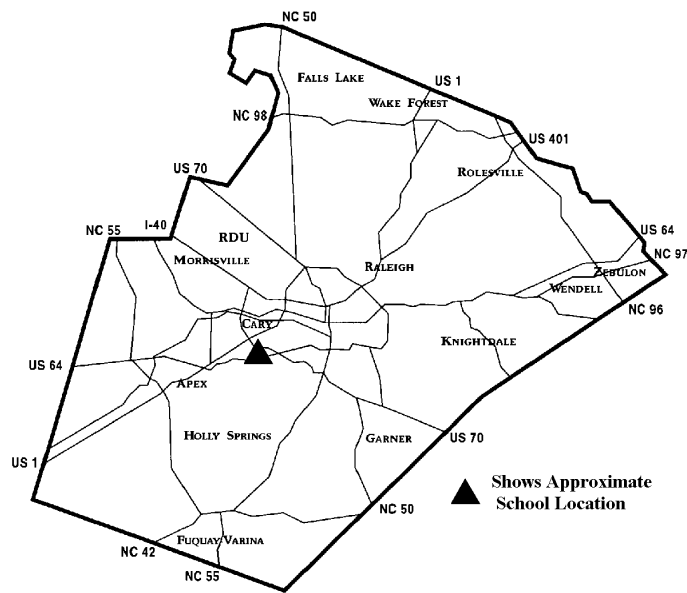 NC 50
FALLS LAKE
US 1
WAKE FOREST
NC 98
US 401
US 70
ROLESVILLE
NC 55
I-40
RDU
US 64
MORRISVILLE
RALEIGH
NC 97
ZEBULON
WENDELL
NC 96
CARY
KNIGHTDALE
US 64
APEX
HOLLY SPRINGS
GARNER
US 70
US 1
Shows Approximate
School Location
NC 50
FUQUAY-VARINA
NC 42
NC 55